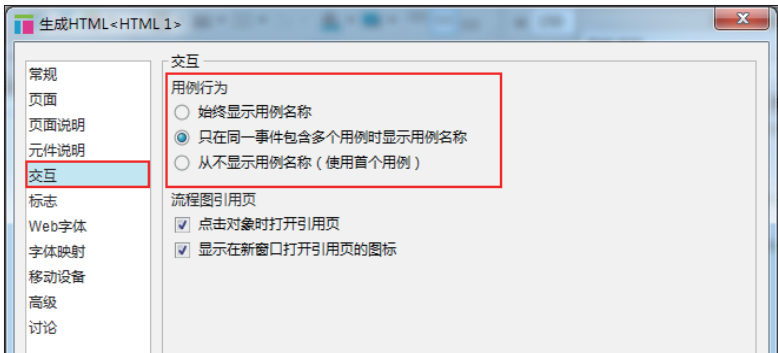 生成HTML<HTML 1>
常规
页面
页面说明
元件说明
交互
标志
Web字体
字体映射
移动设备
高级
讨论
交互
用例行为
始终显示用例名称
只在同一事件包含多个用例时显示用例名称
从不显示用例名称（使用首个用例）
流程图引用页
点击对象时打开引用页
显示在新窗口打开引用页的图标